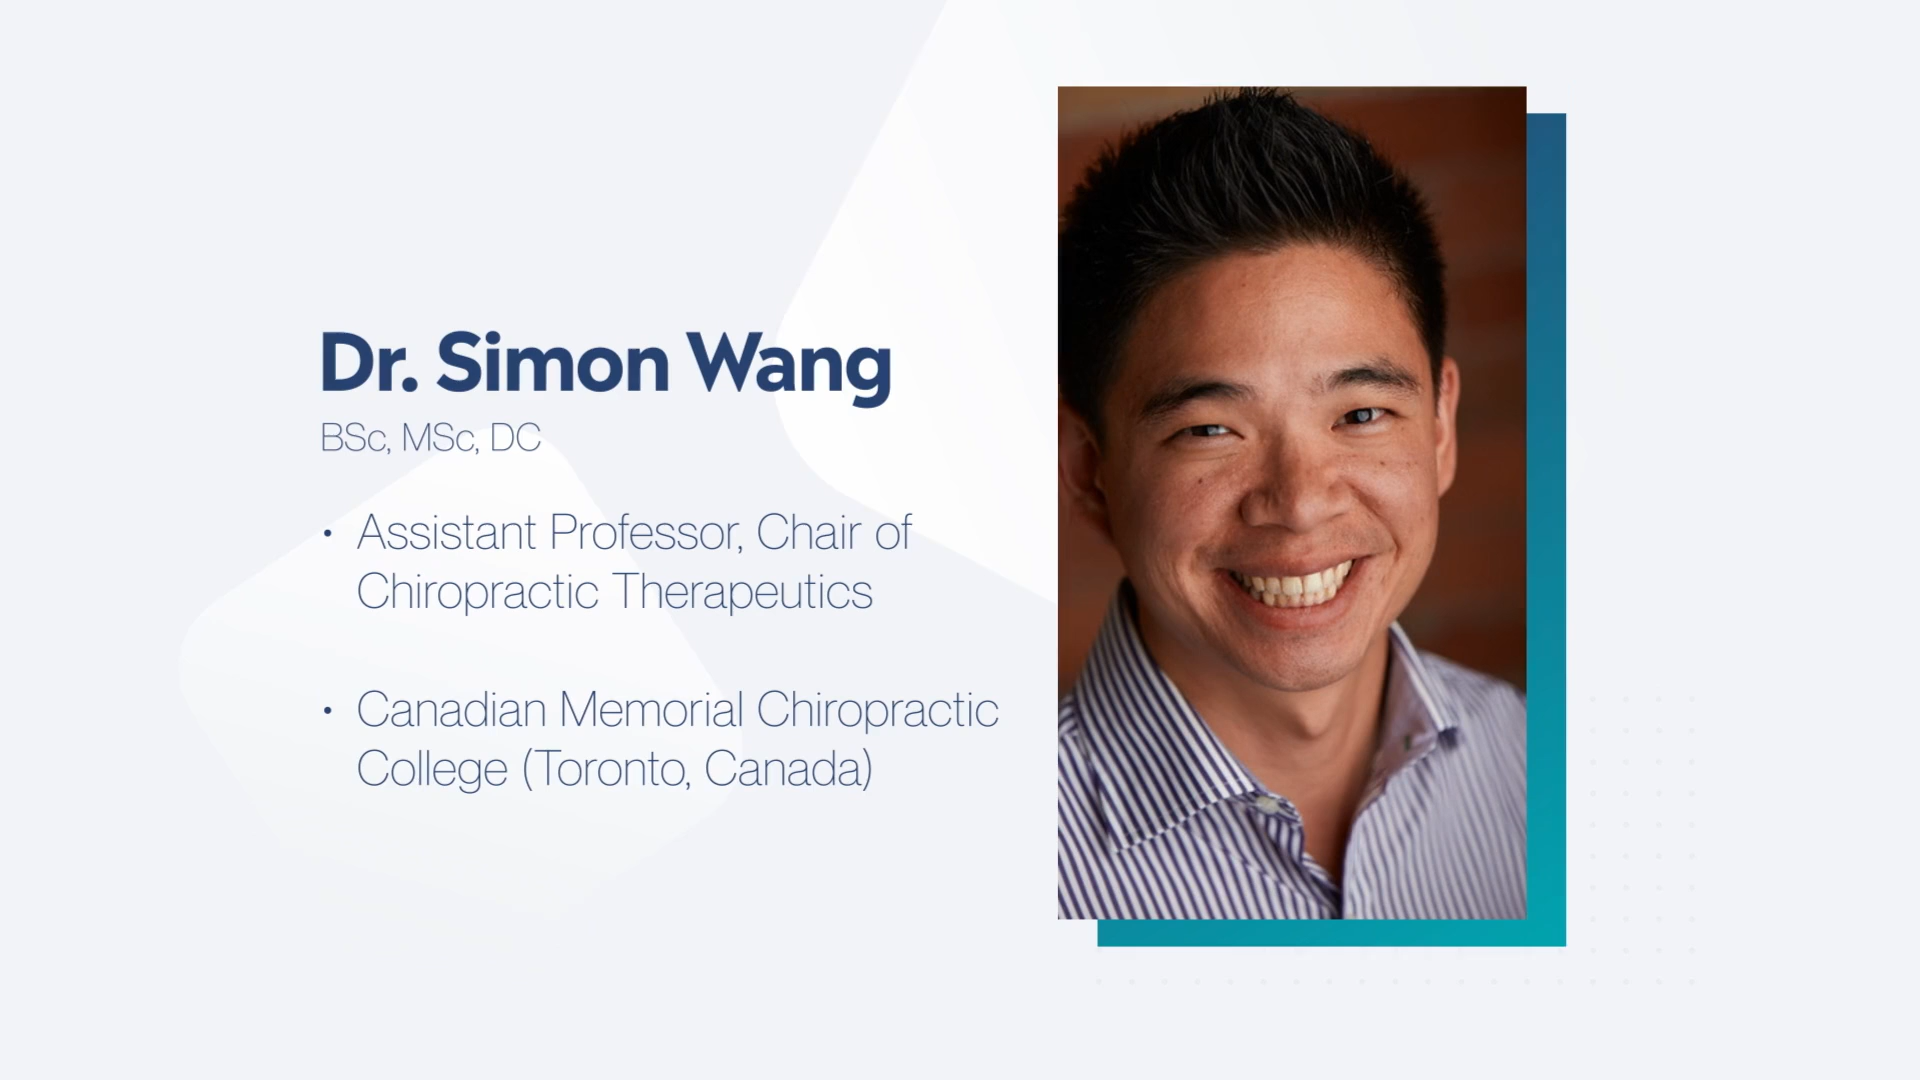 Dr. Simon Wang
BSc, MSc, DC
• Assistant Professor, Chair of
Chiropractic Therapeutics
• Canadian Memorial Chiropractic
College (Toronto, Canada)